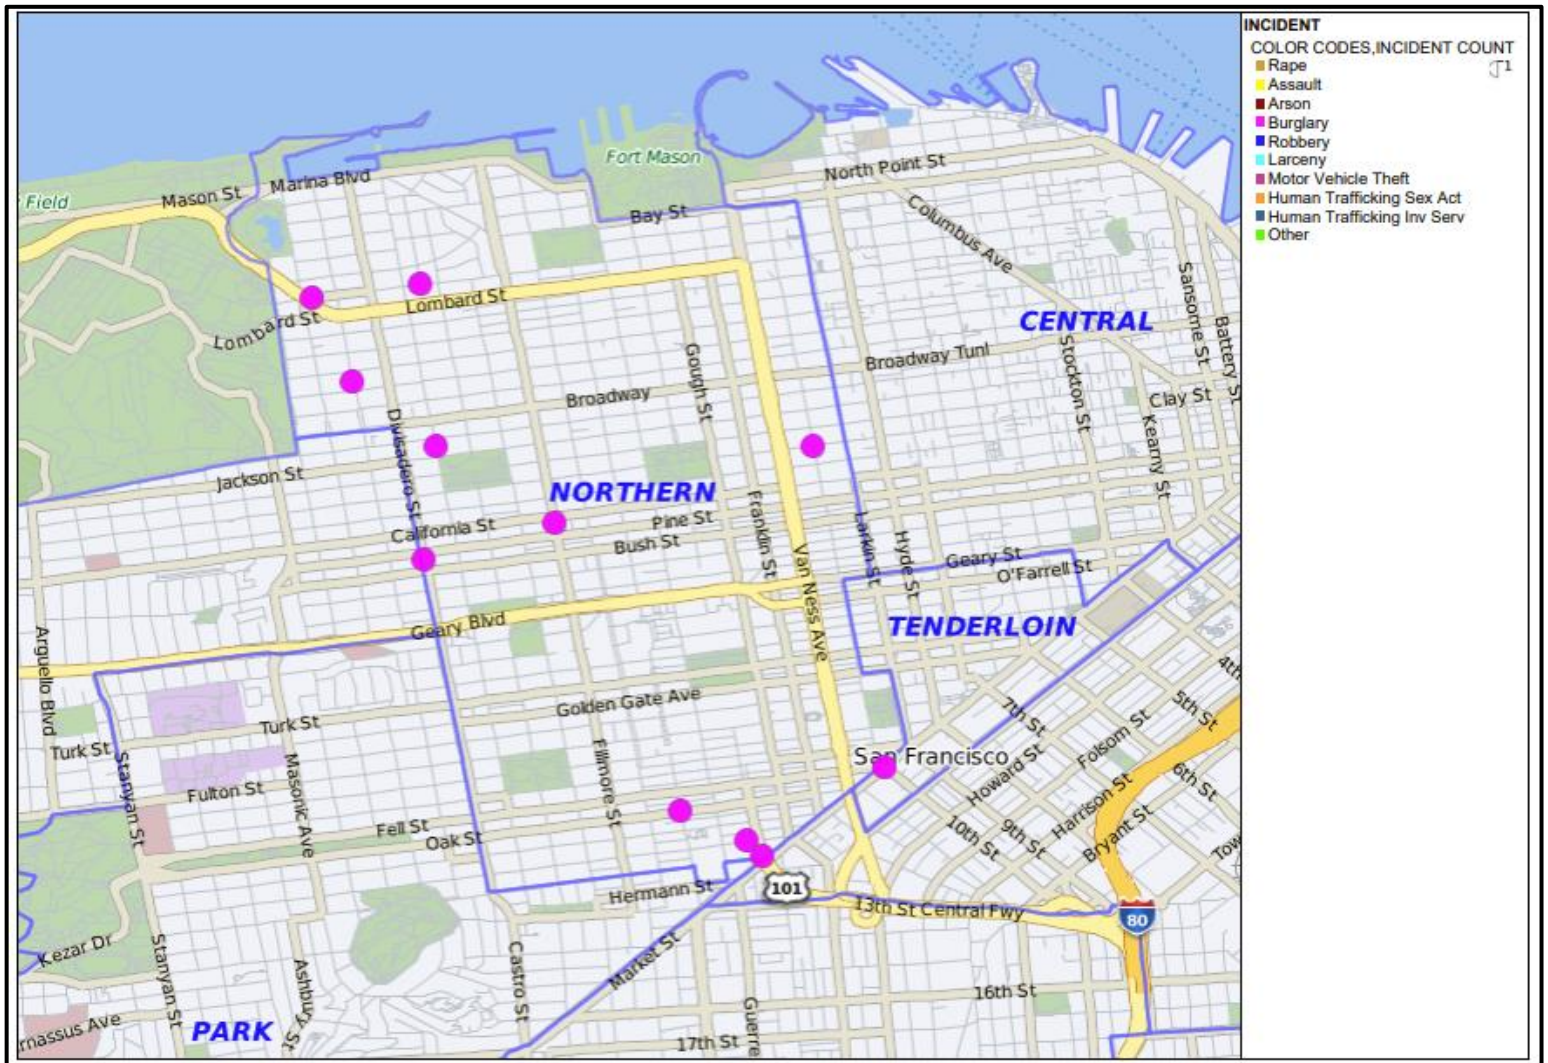 INCIDENT
COLOR CODES,INCIDENT COUNT
Rape
1
Assault
Arson
Burglary
Robbery
Larceny
Motor Vehicle Theft
Human Trafficking Sex Act
Human Trafficking Inv Serv
Other
Fort Mason
North Point St
Marina Blvd
Mason St
Field
Bay St
Columbus Ave
Sansome St
Lombard St
Lombard St
CENTRAL
Battery St
Stockton St
Broadway Tunl
Gough St
Broadway
Clay St
Kearny St
Divisadero St
Jackson St
NORTHERN
California St
Pine St
Bush St
Franklin St
Larkin St
Hyde St
Van Ness Ave
Geary St
O'Farrell St
TENDERLOIN
Geary Blvd
Arguello Blvd
4th
5th St
Golden Gate Ave
7th St
Turk St
Turk St
Folsom St
San Francisco
Howard St
6th St
Stanyan St
Masonic Ave
Fillmore St
Fulton St
Harrison St
Fell St
Oak St
10th St
9th St
Bryant St
Hermann St
101
13th St Central Fwy
80
Kezar Dr
Stanyan St
Castro St
Market St
Ashbury St
16th St
Guerre
PARK
17th St